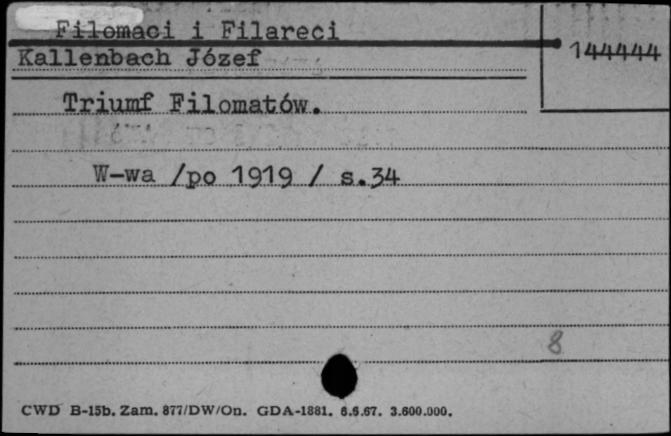 Filomaci i Filareci
144444
Kallenbach Józef
Triumf Filomatów.
W-wa /po 1919 / s.34
8
CWD B-15b. Zam. 877/DW/On. GDA-1881. 6.6.67. 3.600.000.